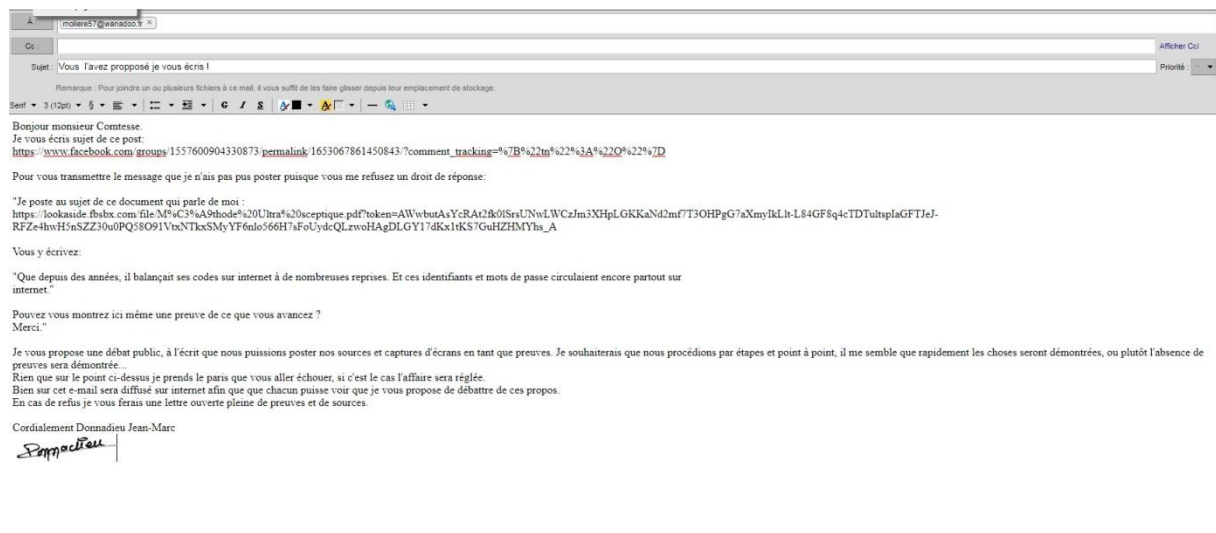 À :
moliere57@wanadoo.fr ×
Cc :
Afficher Cci
Sujet : Vous l'avez propposé je vous écris !
Priorité :
Remarque : Pour joindre un ou plusieurs fichiers à ce mail, il vous suffit de les faire glisser depuis leur emplacement de stockage.
Serif 3 (12pt) § G I S
Bonjour monsieur Comtesse.
Je vous écris sujet de ce post:
https://www.facebook.com/groups/1557600904330873/permalink/1653067861450843/?comment_tracking=%7B%22tn%22%3A%22O%22%7D
Pour vous transmettre le message que je n'ais pas pus poster puisque vous me refusez un droit de réponse:
"Je poste au sujet de ce document qui parle de moi :
https://lookaside.fbsbx.com/file/M%C3%A9thode%20Ultra%20sceptique.pdf?token=AWwbutAsYcRAt2fk0lSrsUNwLWCzJm3XHpLGKKaNd2mf7T3OHPgG7aXmyIkLlt-L84GF8q4cTDTultspIaGFTJeJ-
RFZe4hwH5nSZZ30u0PQ58O91VtxNTkxSMyYF6nlo566H7sFoUydcQLzwoHAgDLGY17dKx1tKS7GuHZHMYhs_A
Vous y écrivez:
"Que depuis des années, il balançait ses codes sur internet à de nombreuses reprises. Et ces identifiants et mots de passe circulaient encore partout sur
internet."
Pouvez vous montrez ici même une preuve de ce que vous avancez ?
Merci."
Je vous propose une débat public, à l'écrit que nous puissions poster nos sources et captures d'écrans en tant que preuves. Je souhaiterais que nous procédions par étapes et point à point, il me semble que rapidement les choses seront démontrées, ou plutôt l'absence de
preuves sera démontrée...
Rien que sur le point ci-dessus je prends le paris que vous aller échouer, si c'est le cas l'affaire sera réglée.
Bien sur cet e-mail sera diffusé sur internet afin que que chacun puisse voir que je vous propose de débattre de ces propos.
En cas de refus je vous ferais une lettre ouverte pleine de preuves et de sources.
Cordialement Donnadieu Jean-Marc
Donnadieu